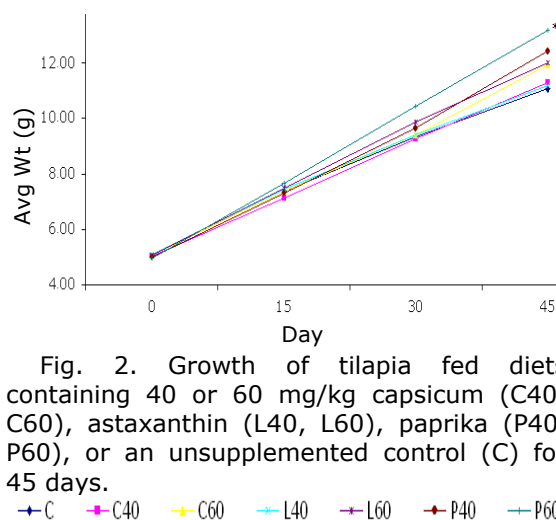 *
12.00
10.00
8.00
6.00
4.00
Avg Wt (g)
0 15 30 45
Day
Fig. 2. Growth of tilapia fed diets
containing 40 or 60 mg/kg capsicum (C40
C60), astaxanthin (L40, L60), paprika (P40
P60), or an unsupplemented control (C) fo
45 days.
C C40 C60 L40 L60 P40 P60